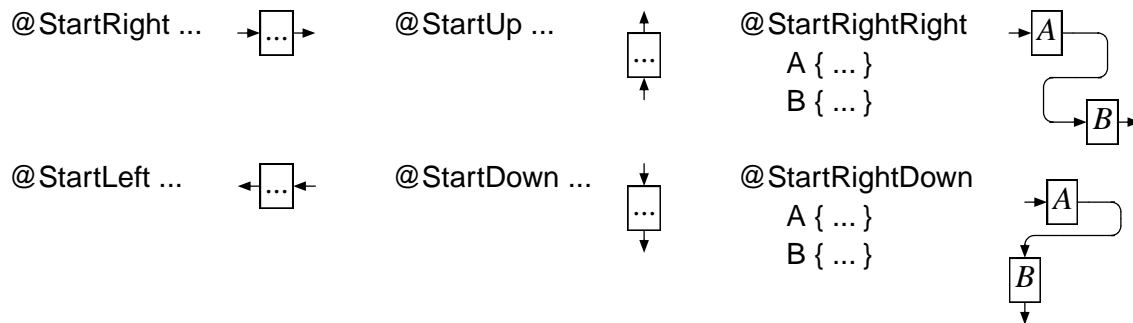 @StartRight ... ... @StartUp ... ... @StartRightRight A
A { ... }
B { ... } B
@StartLeft ... ... @StartDown ... ... @StartRightDown A
A { ... }
B { ... } B